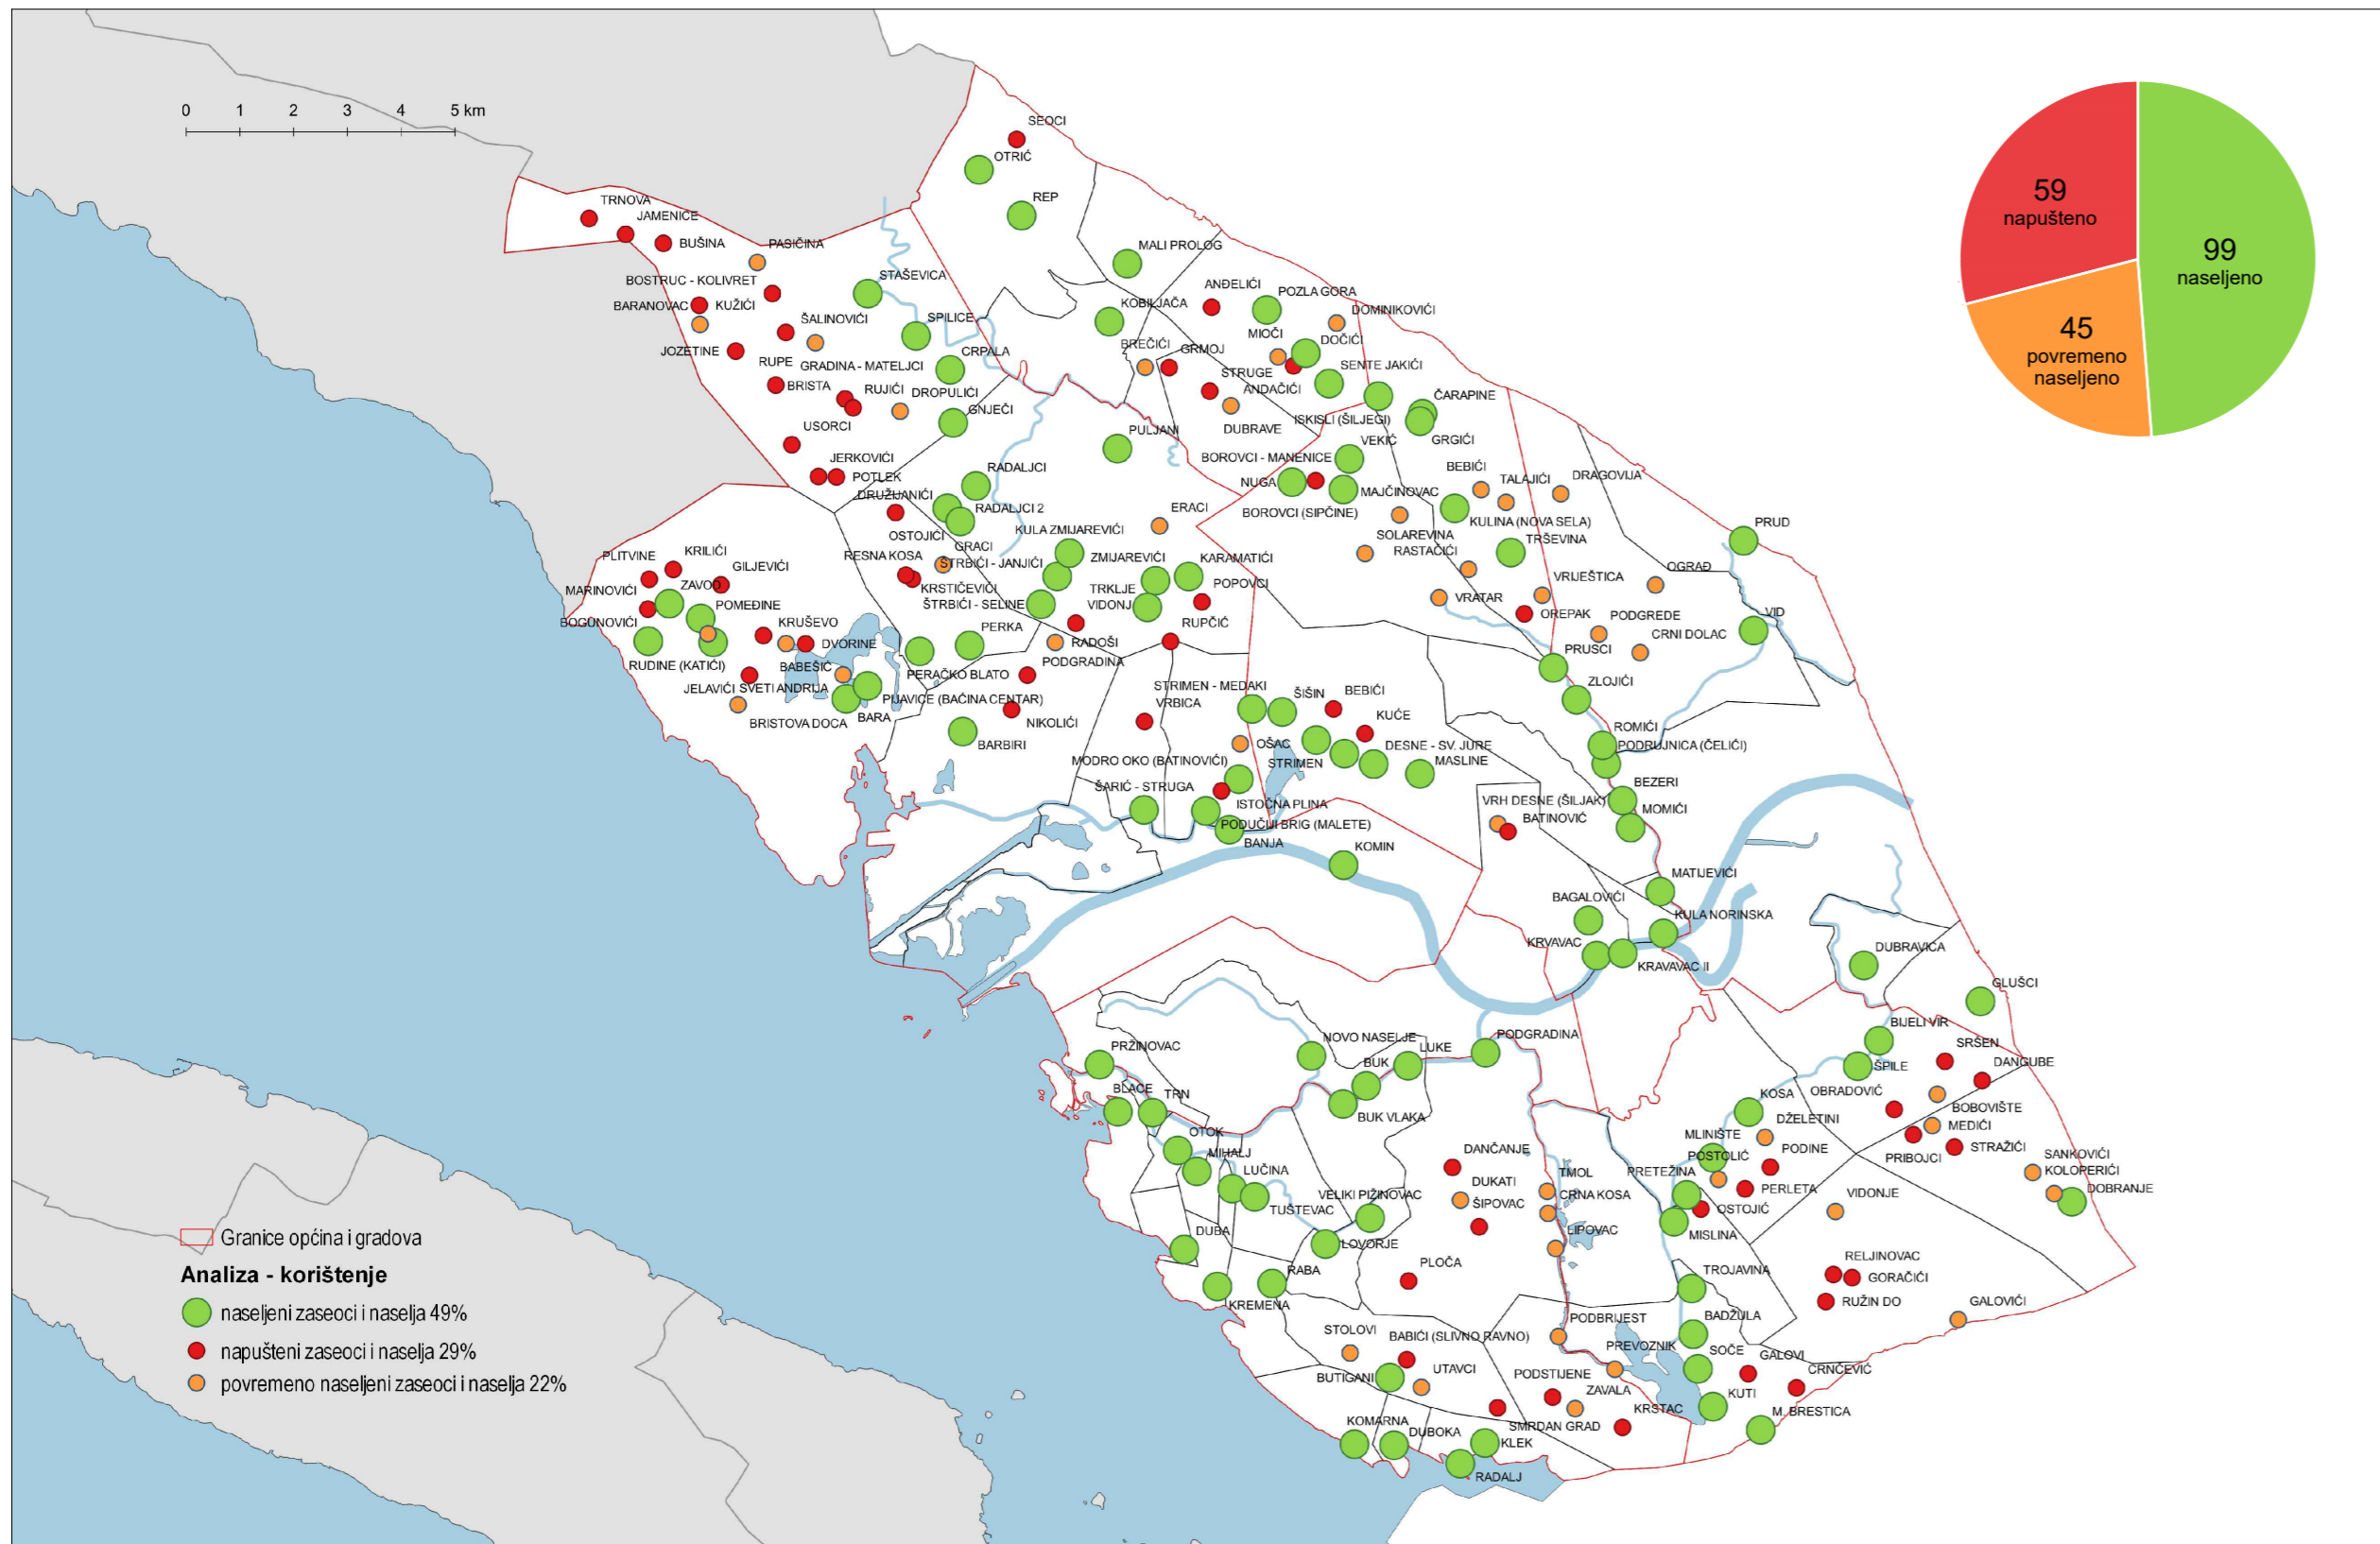 0 1 2 3 4 5 km
SEOCI
OTRIĆ
REP
TRNOVA
JAMENICE
BUŠINA
PASIČINA
MALI PROLOG
BOSTRUC - KOLIVRET
STAŠEVICA
BARANOVAC
KUŽIĆI
ŠALINOVIĆI
SPILICE
KOBILJAČA
ANĐELIĆI
POZLA GORA
DOMINIKOVIĆI
MIOČI
DOČIĆI
JOZETINE
RUPE
GRADINA - MATELJCI
CRPALA
BREČIĆI
GRMOJ
STRUGE
SENTE JAKIĆI
BRISTA
RUJIĆI
DROPULIĆI
GNJEČI
ANDAČIĆI
ČARAPINE
ISKISLI (ŠILJEGI)
DUBRAVE
GRGIĆI
USORCI
PULJANI
VEKIĆ
BOROVCI - MANENICE
JERKOVIĆI
POTLEK
RADALJCI
NUGA
MAJČINOVAC
BEBIĆI
TALAJIĆI
DRAGOVIJA
DRUŽIJANIĆI
RADALJCI 2
ERACI
BOROVCI (SIPČINE)
KULINA (NOVA SELA)
PRUD
OSTOJIĆI
GRACI
KULA ZMIJAREVIĆI
SOLAREVINA
RASTAČIĆI
TRŠEVINA
PLITVINE
KRILIĆI
GILJEVIĆI
RESNA KOSA
ŠTRBIĆI - JANJIĆI
ZMIJAREVIĆI
KARAMATIĆI
OGRAĐ
MARINOVIĆI
ZAVOD
POMEĐINE
KRSTIČEVIĆI
ŠTRBIĆI - SELINE
TRKLJE
VIDONJ
POPOVCI
VRATAR
VRIJEŠTICA
OREPAK
PODGREDE
VID
BOGUNOVIĆI
KRUŠEVO
DVORINE
PERKA
RADOŠI
RUPČIĆ
CRNI DOLAC
PRUSCI
RUDINE (KATIĆI)
BABEŠIĆ
PERAČKO BLATO
PODGRADINA
JELAVIĆI
SVETI ANDRIJA
PIJAVICE (BAĆINA CENTAR)
STRIMEN - MEDAKI
ŠIŠIN
BEBIĆI
ZLOJIĆI
BRISTOVA DOCA
BARA
NIKOLIĆI
VRBICA
KUĆE
ROMIĆI
BARBIRI
OŠAC
DESNE - SV. JURE
PODRUJNICA (ČELIĆI)
MODRO OKO (BATINOVIĆI)
STRIMEN
MASLINE
ŠARIĆ - STRUGA
BEZERI
ISTOČNA PLINA
VRH DESNE (ŠILJAK)
MOMIĆI
PODUČIJI BRIG (MALETE)
BATINOVIĆ
BANJA
KOMIN
MATIJEVIĆI
BAGALOVIĆI
KULA NORINSKA
KRVAVAC
KRAVAVAC II
DUBRAVICA
GLUŠCI
BIJELI VIR
PRŽINOVAC
NOVO NASELJE
BUK
LUKE
PODGRADINA
SRŠEN
ŠPILE
DANGUBE
BLACE
TRN
BUK VLAKA
KOSA
OBRADOVIĆ
BOBOVIŠTE
OTOK
MLINIŠTE
DŽELETINI
MEDIĆI
MIHALJ
LUČINA
DANČANJE
POSTOLIĆ
PODINE
PRIBOJCI
STRAŽIĆI
SANKOVIĆI
KOLOPERIĆI
DOBRANJE
TUŠTEVAC
VELIKI PIŽINOVAC
DUKATI
ŠIPOVAC
TMOL
CRNA KOSA
PRETEŽINA
PERLETA
OSTOJIĆ
VIDONJE
DUBA
LOVORJE
LIPOVAC
MISLINA
PLOČA
RELJINOVAC
GORAČIĆI
RABA
TROJAVINA
RUŽIN DO
KREMENA
GALOVIĆI
STOLOVI
BABIĆI (SLIVNO RAVNO)
PODBRIJEST
BADŽULA
PREVOZNIK
SOČE
GALOVI
BUTIGANI
UTAVCI
PODSTIJENE
ZAVALA
CRNČEVIĆ
KUTI
KOMARNA
DUBOKA
SMRDAN GRAD
KRSTAC
M. BRESTICA
KLEK
RADALJ
59
napušteno
99
naseljeno
45
povremeno
naseljeno
Granice općina i gradova
Analiza - korištenje
naseljeni zaseoci i naselja 49%
napušteni zaseoci i naselja 29%
povremeno naseljeni zaseoci i naselja 22%